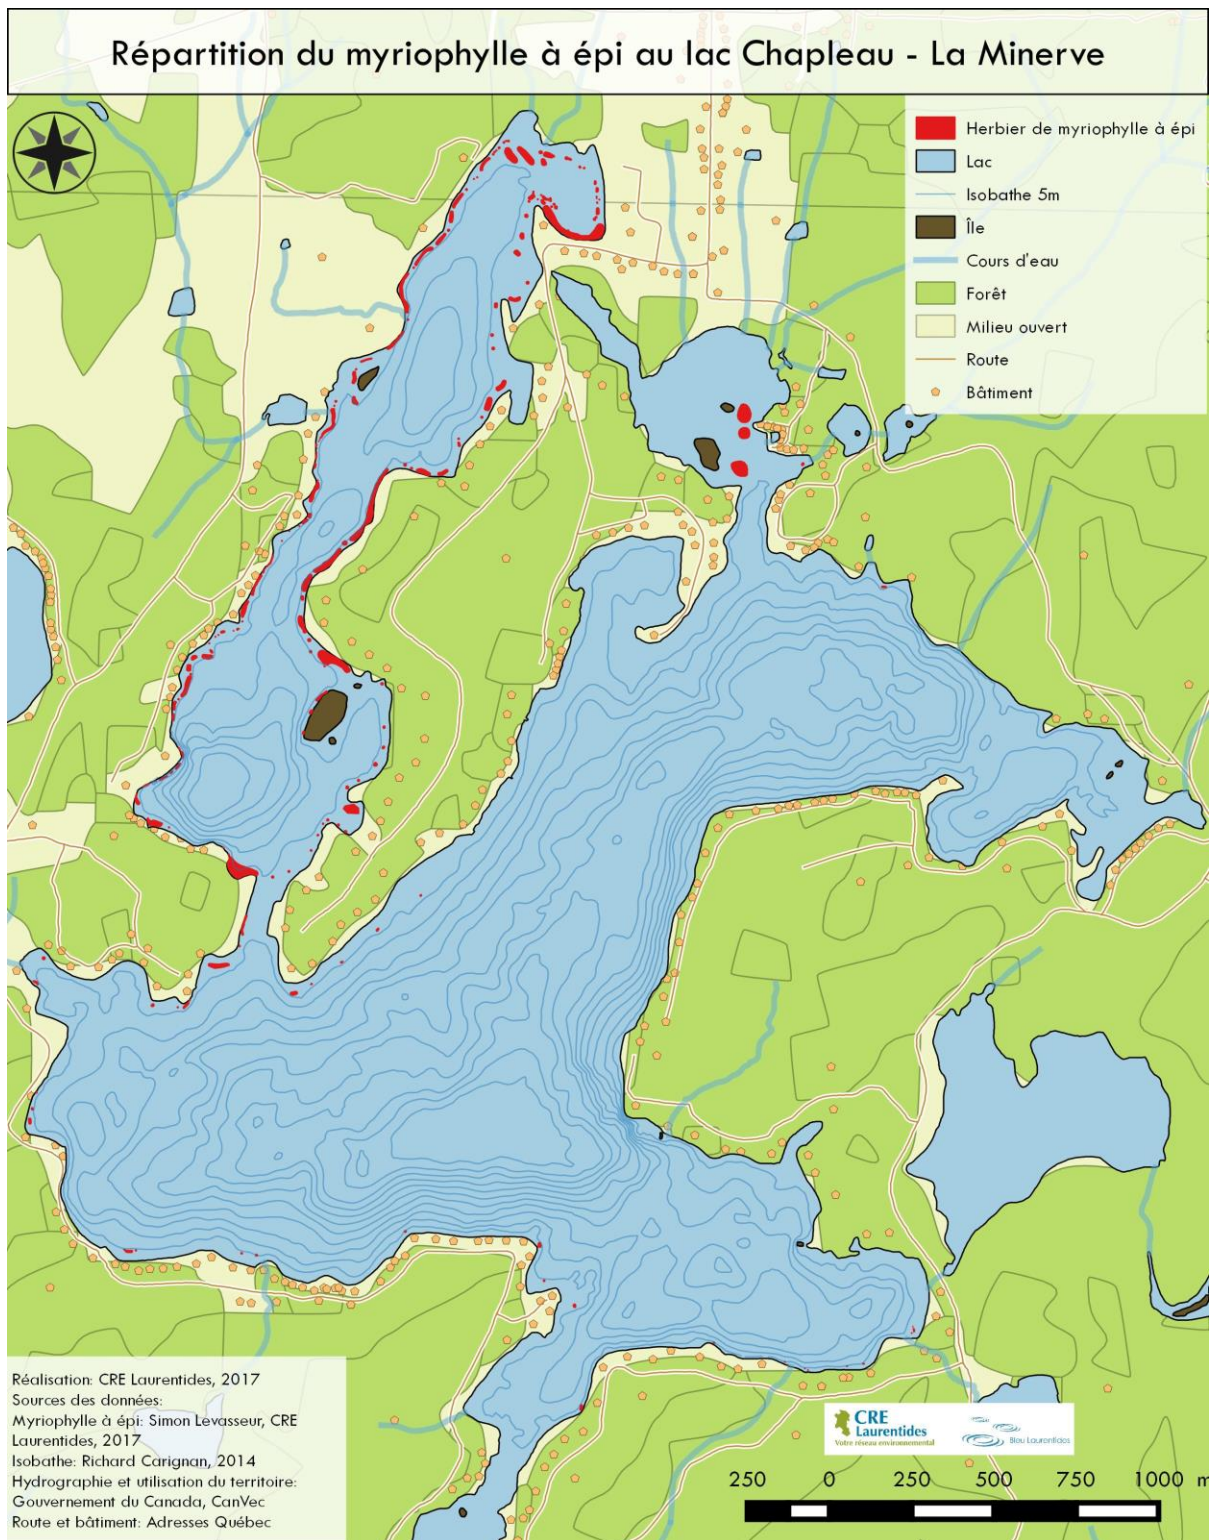 Répartition du myriophylle à épi au lac Chapleau - La Minerve
Herbier de myriophylle à épi
Lac
Isobathe 5m
Île
Cours d'eau
Forêt
Milieu ouvert
Route
Bâtiment
Réalisation: CRE Laurentides, 2017
Sources des données:
Myriophylle à épi: Simon Levasseur, CRE
Laurentides, 2017
Isobathe: Richard Carignan, 2014
Hydrographie et utilisation du territoire:
Gouvernement du Canada, CanVec
Route et bâtiment: Adresses Québec
CRE
Laurentides
Votre réseau environnemental
Bleu Laurentides
250 0 250 500 750 1000 m